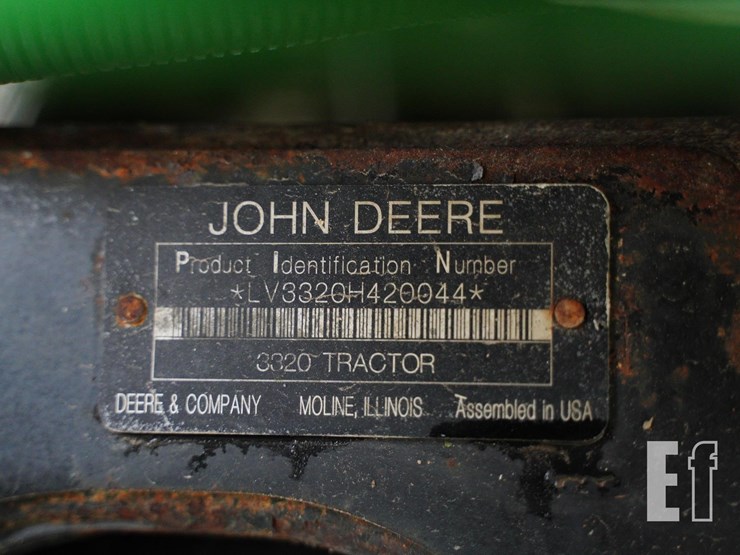 JOHN DEERE
Product Identification Number
*LV3320H420044*
3320 TRACTOR
DEERE & COMPANY MOLINE, ILLINOIS Assembled in USA
Ef